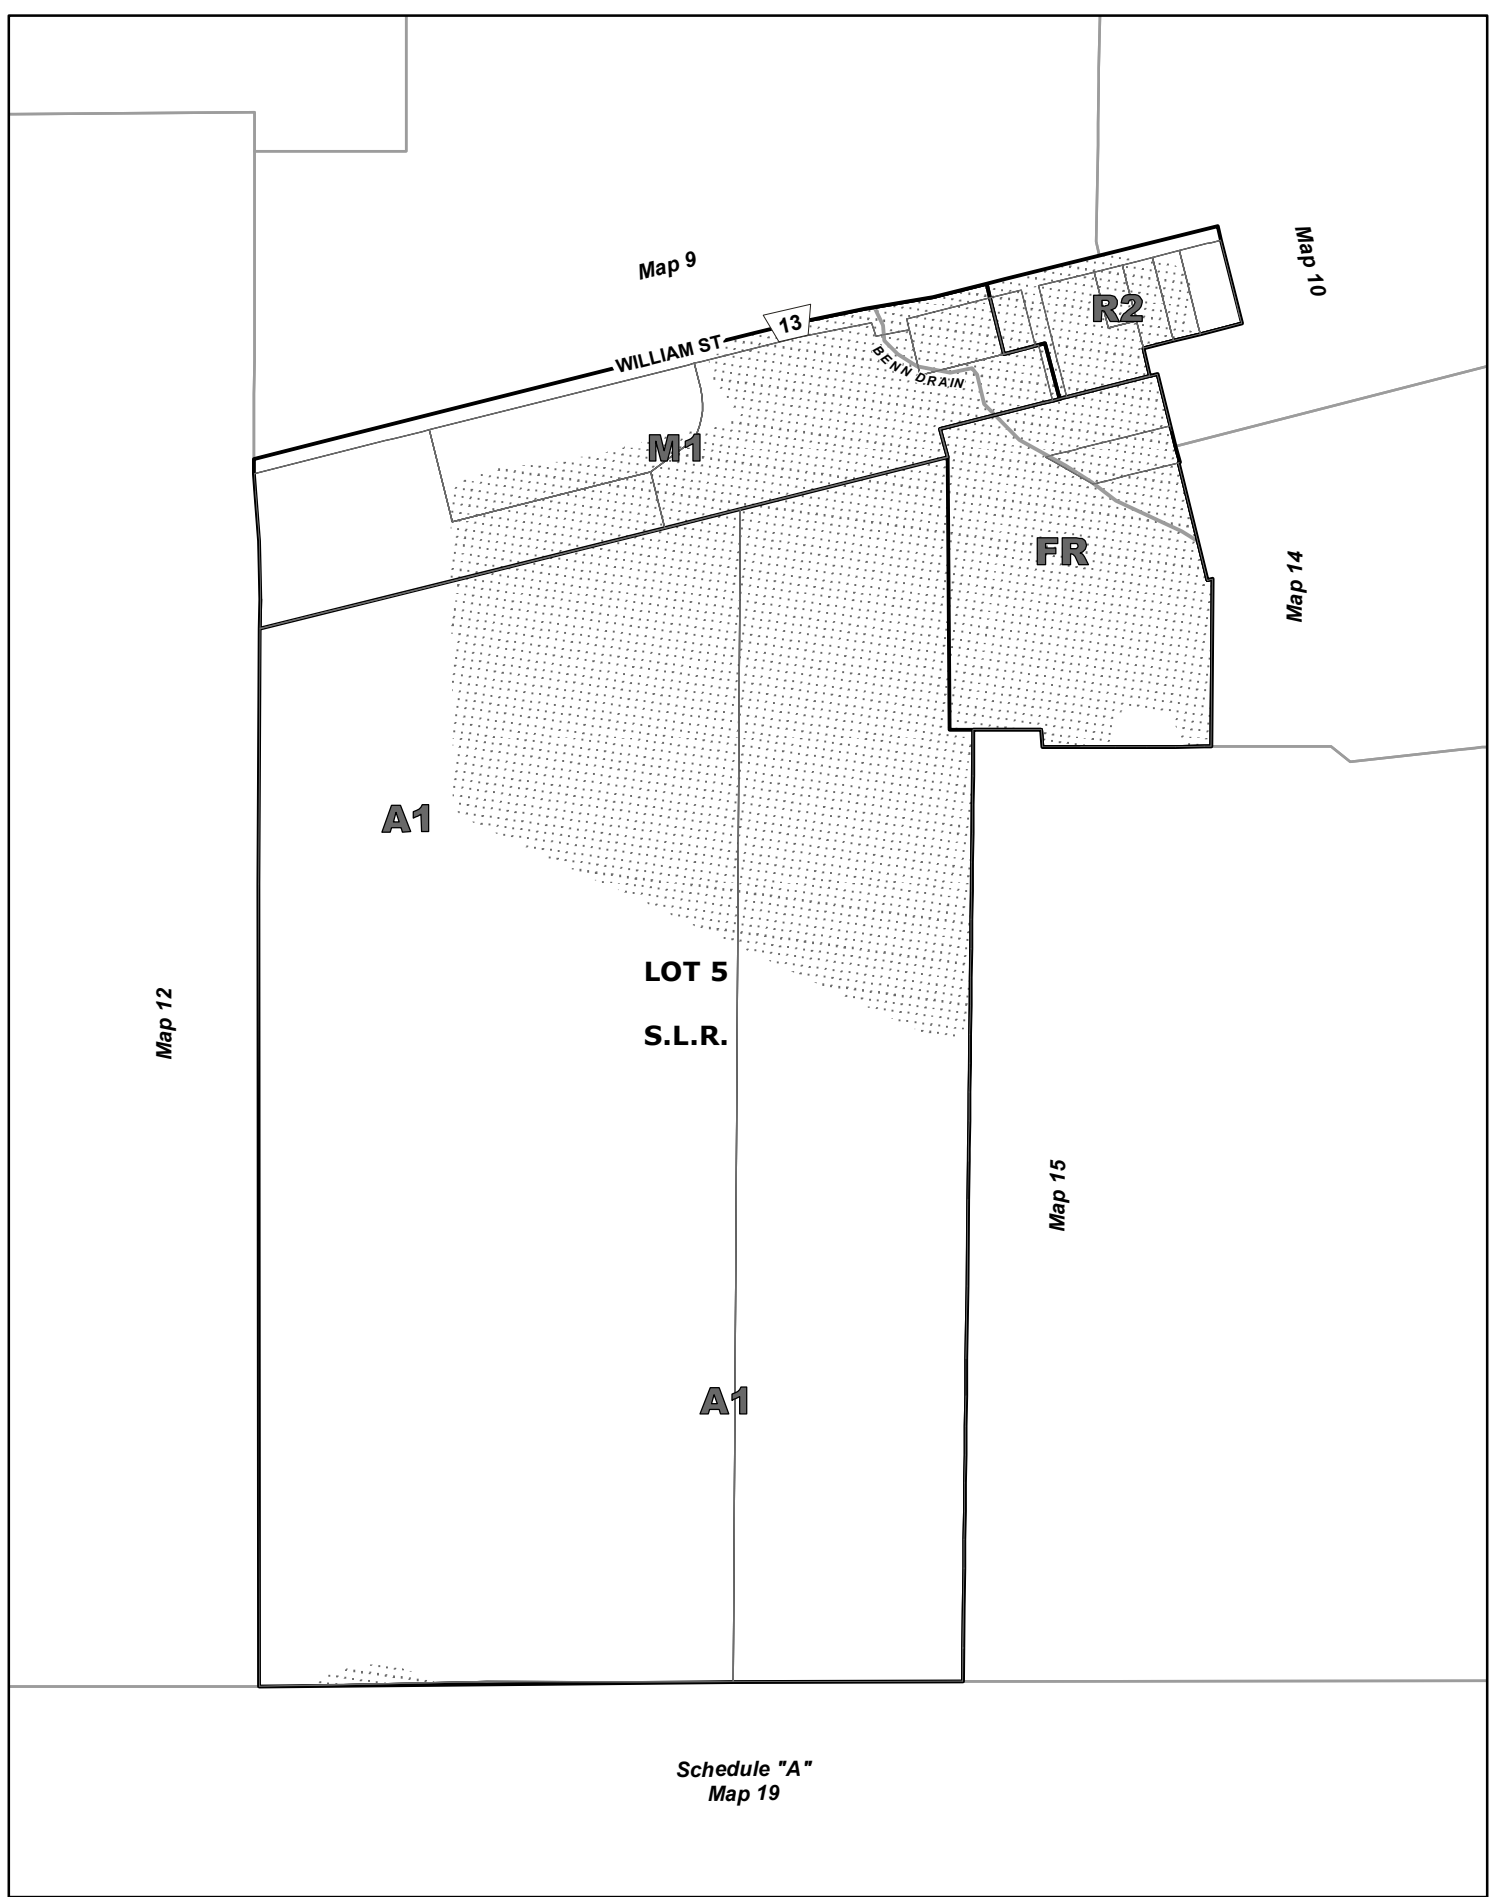 Map 9
Map 10
13
R2
WILLIAM ST
BENN DRAIN
M1
FR
Map 14
A1
LOT 5
S.L.R.
Map 12
Map 15
A1
Schedule "A"
Map 19